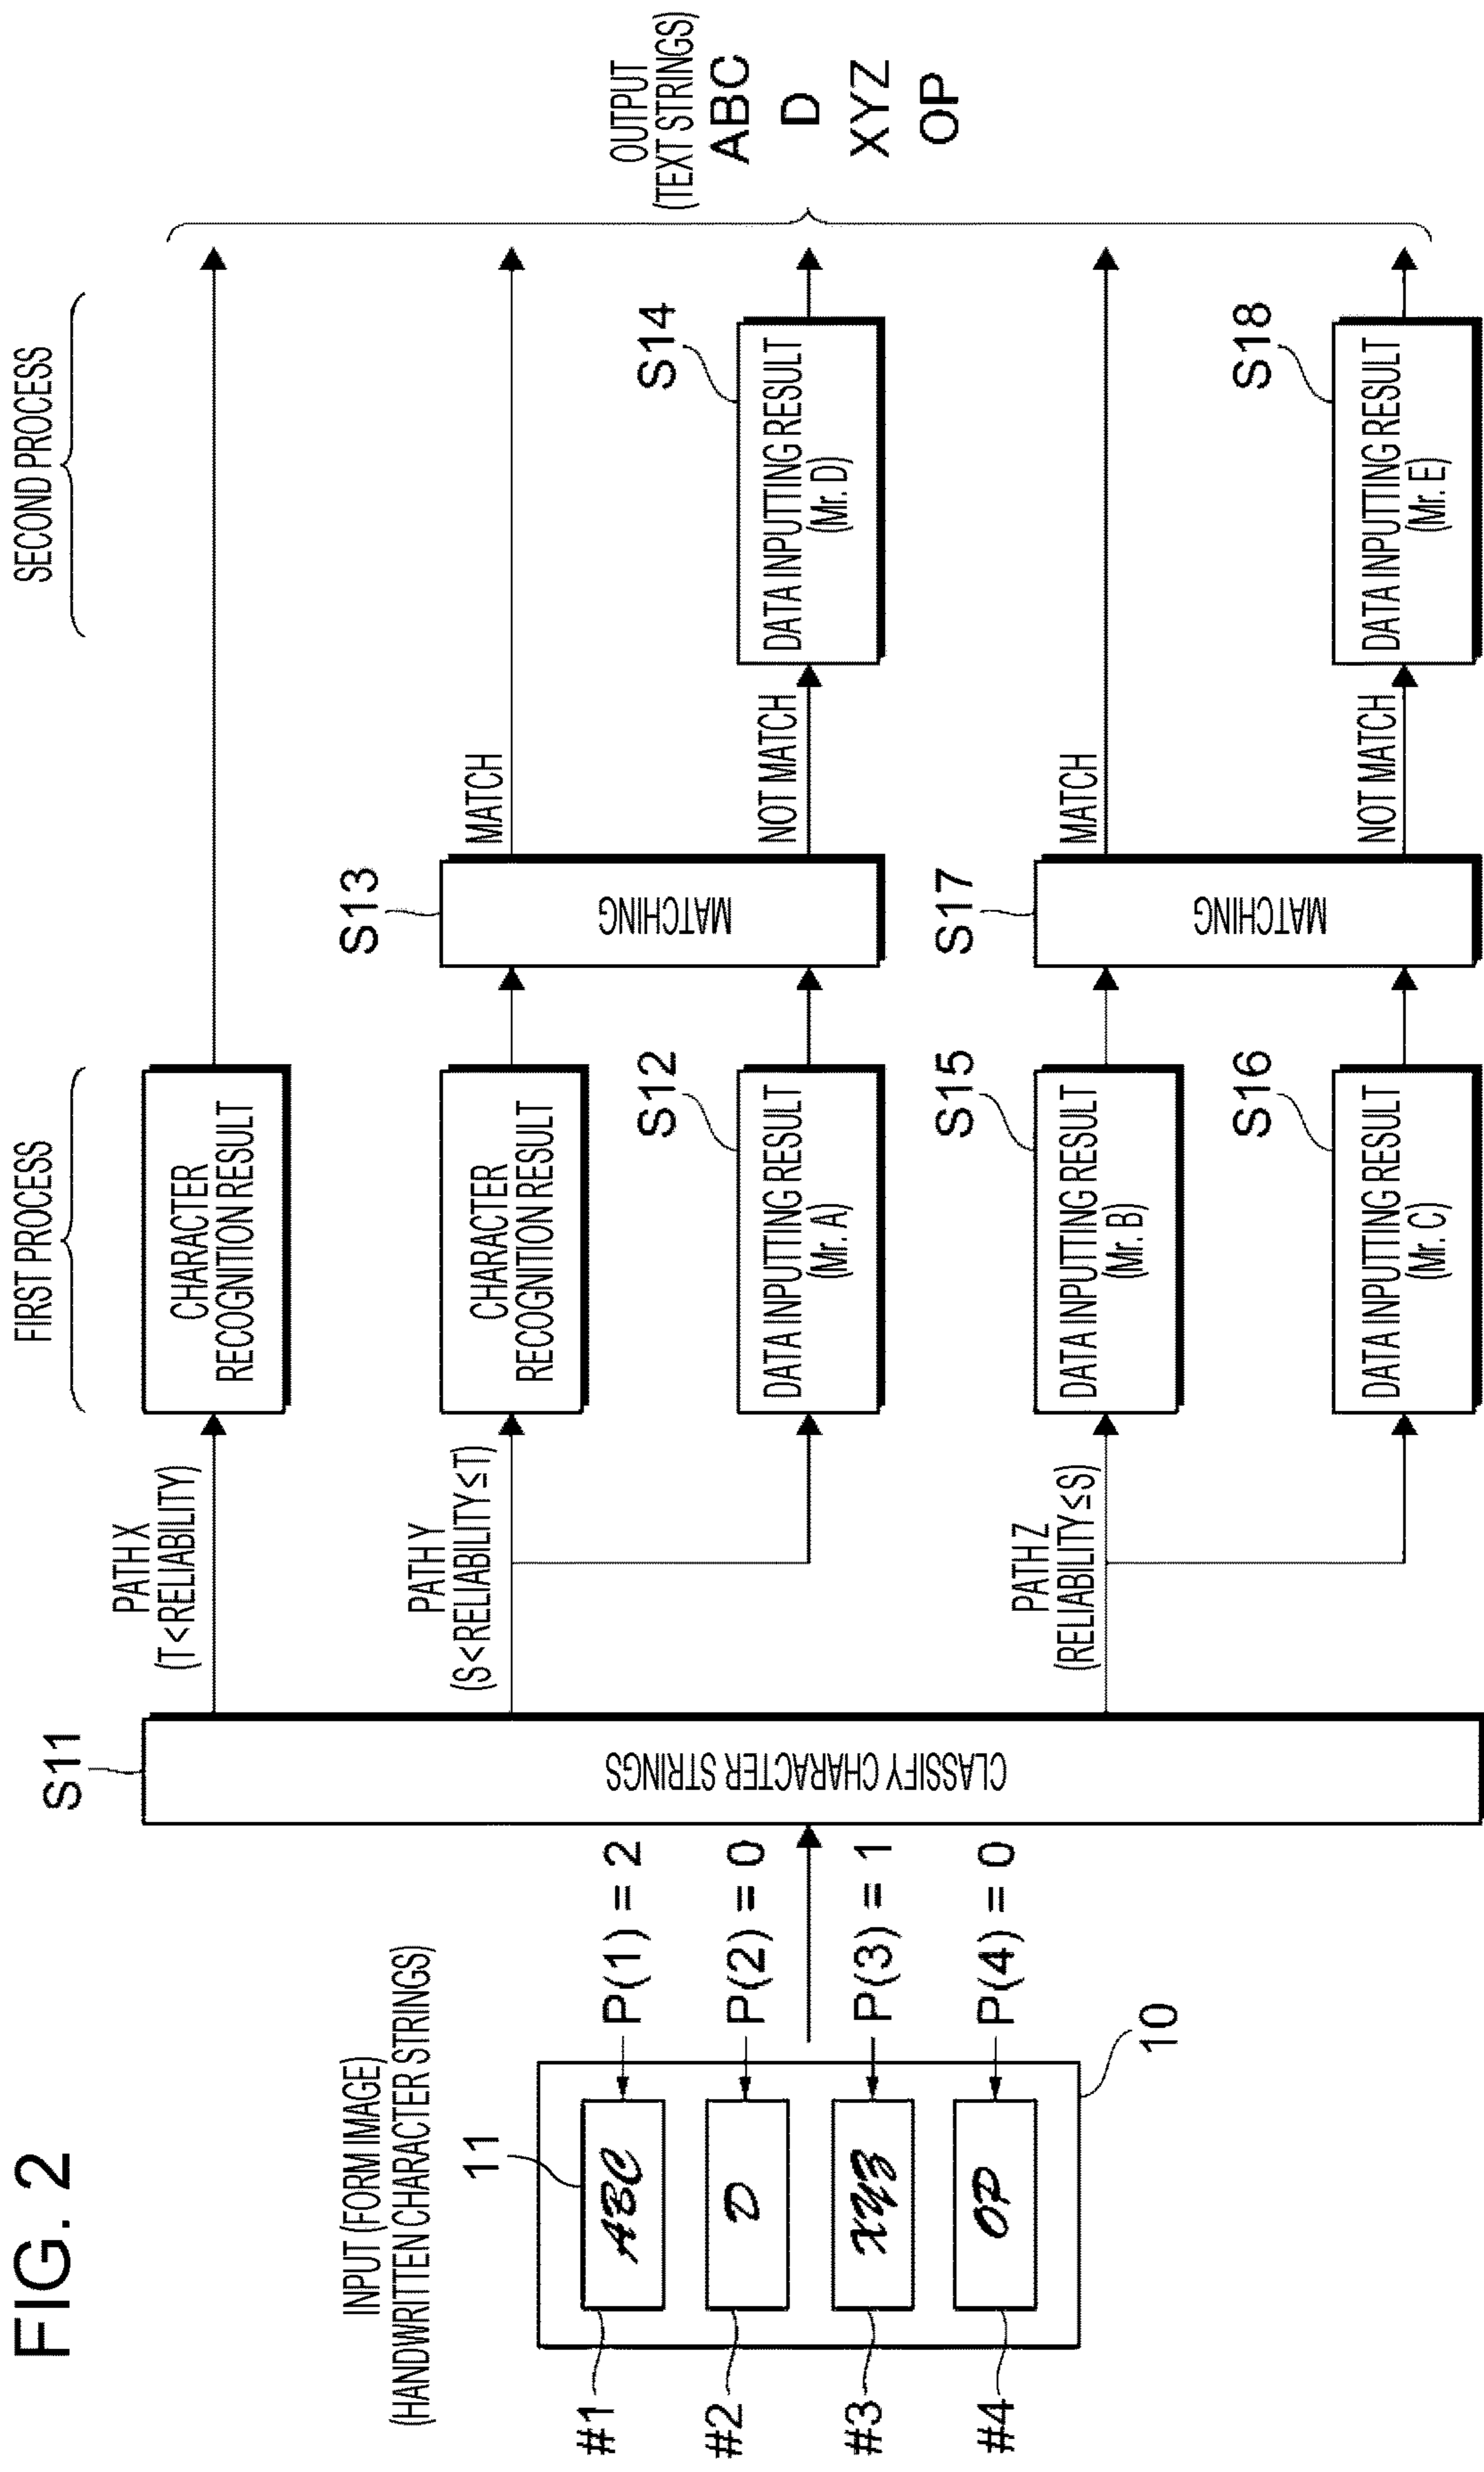 FIG. 2
INPUT (FORM IMAGE)
(HANDWRITTEN CHARACTER STRINGS)
11
#1
ABC
P(1) = 2
#2
D
P(2) = 0
#3
XYZ
P(3) = 1
#4
OP
P(4) = 0
10
S11
CLASSIFY CHARACTER STRINGS
PATH X
(T<RELIABILITY)
PATH Y
(S<RELIABILITY≤T)
PATH Z
(RELIABILITY≤S)
FIRST PROCESS
CHARACTER
RECOGNITION RESULT
CHARACTER
RECOGNITION RESULT
S12
DATA INPUTTING RESULT
(Mr. A)
S15
DATA INPUTTING RESULT
(Mr. B)
S16
DATA INPUTTING RESULT
(Mr. C)
S13
MATCHING
MATCH
NOT MATCH
S17
MATCHING
MATCH
NOT MATCH
SECOND PROCESS
S14
DATA INPUTTING RESULT
(Mr. D)
S18
DATA INPUTTING RESULT
(Mr. E)
OUTPUT
(TEXT STRINGS)
ABC
D
XYZ
OP